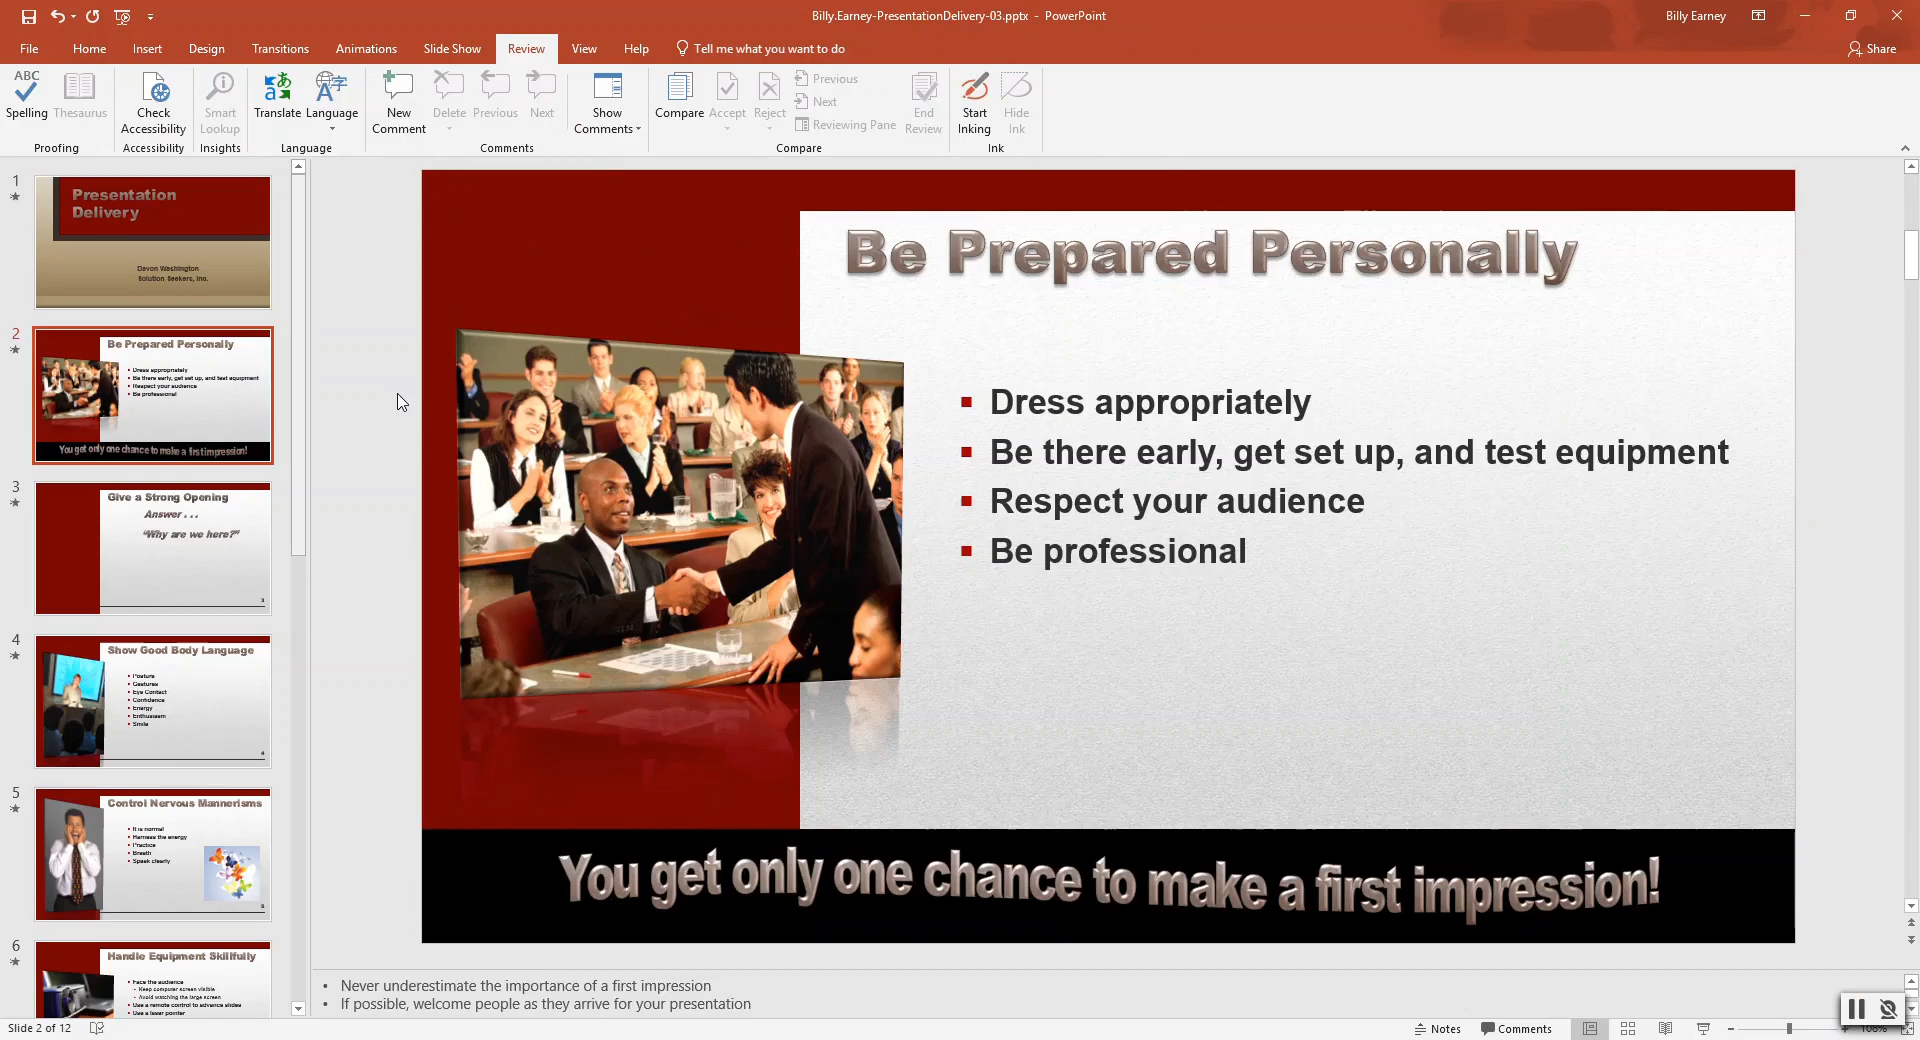 Billy.Earney-PresentationDelivery-03.pptx - PowerPoint
Billy Earney
File Home Insert Design Transitions Animations Slide Show Review View Help Tell me what you want to do
Share
ABC
Spelling
Thesaurus
Proofing
Check Accessibility
Accessibility
Smart Lookup
Insights
Translate
Language
Language
New Comment
Delete
Previous
Next
Show Comments
Comments
Compare
Accept
Reject
Previous
Next
Reviewing Pane
End Review
Compare
Start Inking
Hide Ink
Ink
1
Presentation
Delivery
Davon Washington
Solution Seekers, Inc.
2
Be Prepared Personally
Dress appropriately
Be there early, get set up, and test equipment
Respect your audience
Be professional
You get only one chance to make a first impression!
3
Give a Strong Opening
Answer . . .
"Why are we here?"
3
4
Show Good Body Language
Posture
Gestures
Eye Contact
Confidence
Energy
Enthusiasm
Smile
4
5
Control Nervous Mannerisms
It is normal
Harness the energy
Practice
Breath
Speak clearly
5
6
Handle Equipment Skillfully
Face the audience
Keep computer screen visible
Avoid watching the large screen
Use a remote control to advance slides
Use a laser pointer
Be Prepared Personally
Dress appropriately
Be there early, get set up, and test equipment
Respect your audience
Be professional
You get only one chance to make a first impression!
• Never underestimate the importance of a first impression
• If possible, welcome people as they arrive for your presentation
Slide 2 of 12
Notes
Comments
106%